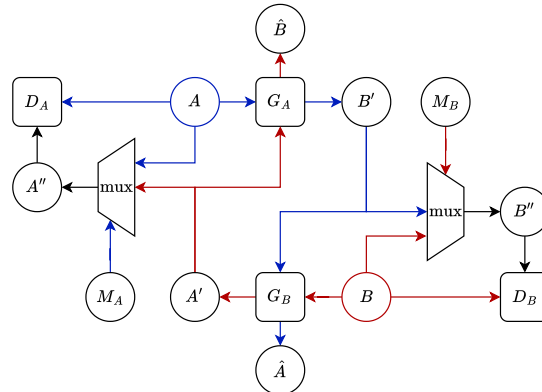 B̂
D_A
A
G_A
B′
M_B
A″
mux
mux
B″
M_A
A′
G_B
B
D_B
Â